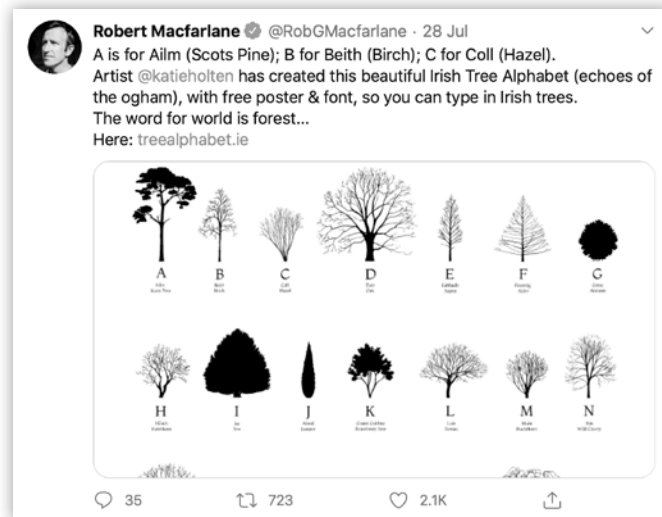 Robert Macfarlane @RobGMacfarlane · 28 Jul
A is for Ailm (Scots Pine); B for Beith (Birch); C for Coll (Hazel).
Artist @katieholten has created this beautiful Irish Tree Alphabet (echoes of
the ogham), with free poster & font, so you can type in Irish trees.
The word for world is forest...
Here: treealphabet.ie
A B C D E F G
H I J K L M N
35 723 2.1K